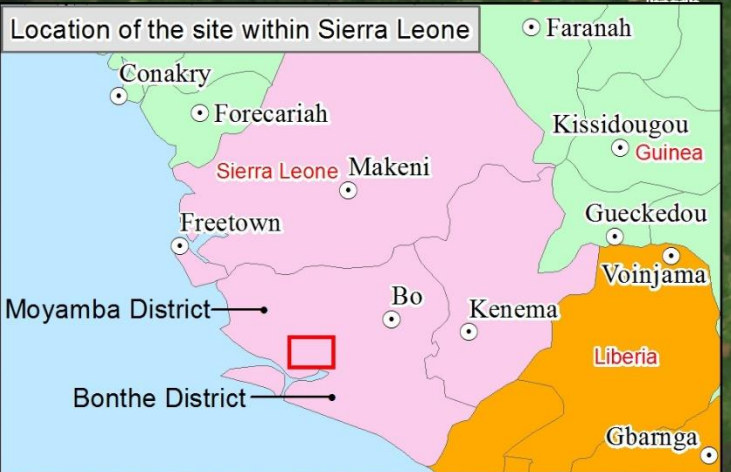 Location of the site within Sierra Leone
Faranah
Conakry
Forecariah
Kissidougou
Guinea
Sierra Leone
Makeni
Gueckedou
Freetown
Voinjama
Bo
Moyamba District
Kenema
Liberia
Bonthe District
Gbarnga